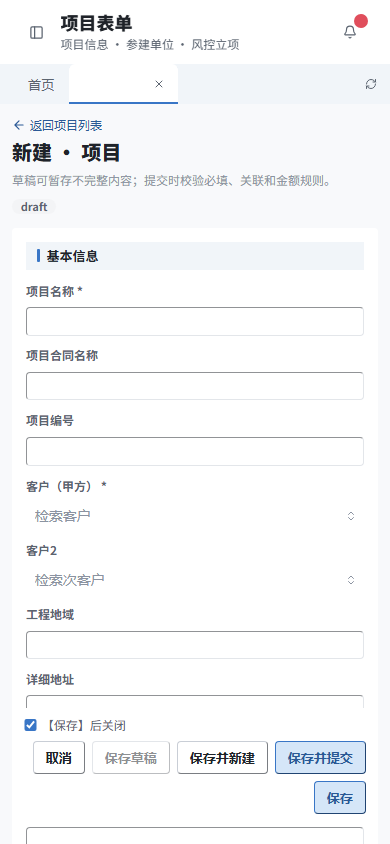 项目表单
项目信息 • 参建单位 • 风控立项
首页
返回项目列表
新建 • 项目
草稿可暂存不完整内容；提交时校验必填、关联和金额规则。
draft
基本信息
项目名称 *
项目合同名称
项目编号
客户（甲方） *
检索客户
客户2
检索次客户
工程地域
详细地址
【保存】后关闭
取消 保存草稿 保存并新建 保存并提交
保存